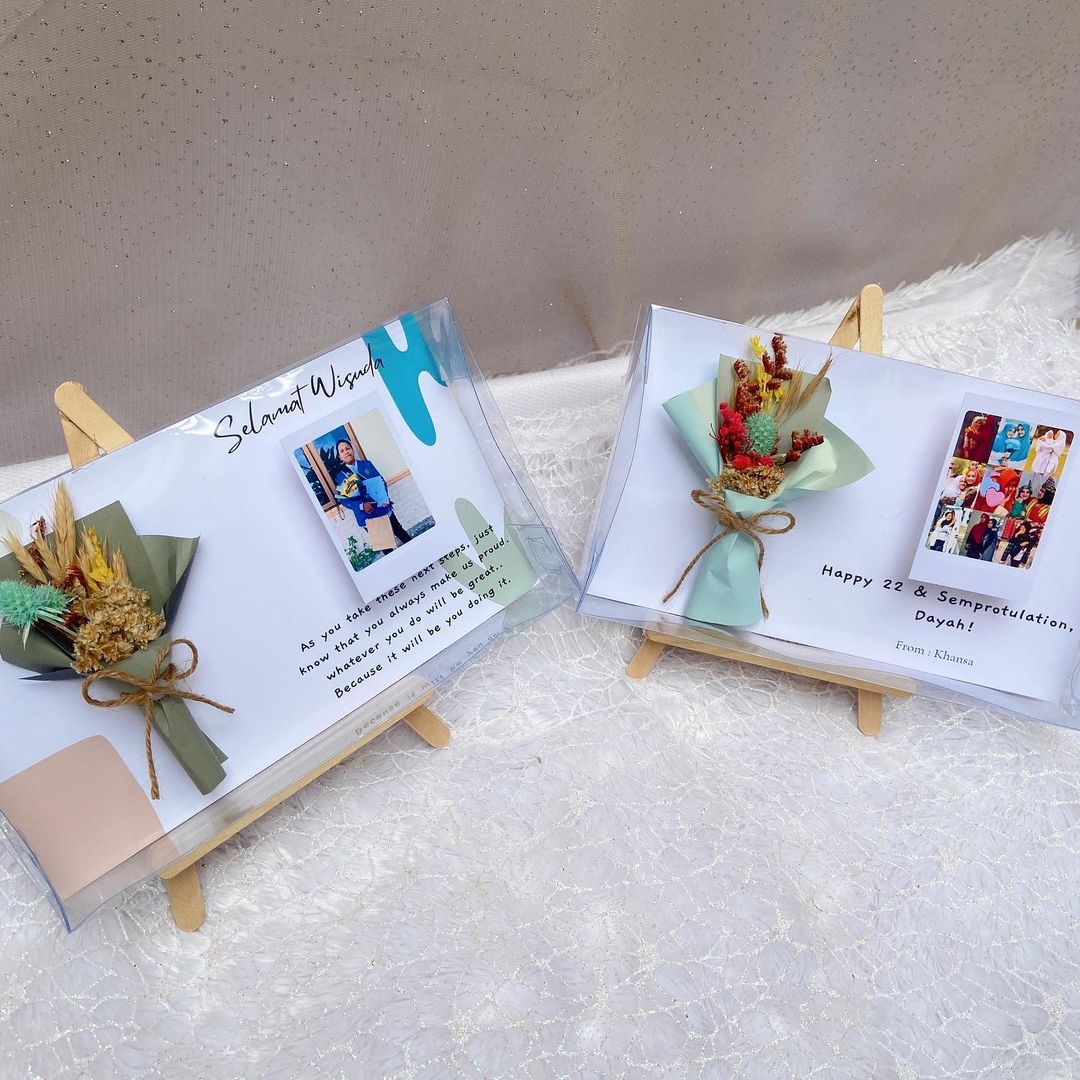 Selamat Wisuda
As you take these next steps, just
know that you always make us proud.
whatever you do will be great..
Because it will be you doing it.
Happy 22 & Semprotulation,
Dayah!
From : Khansa